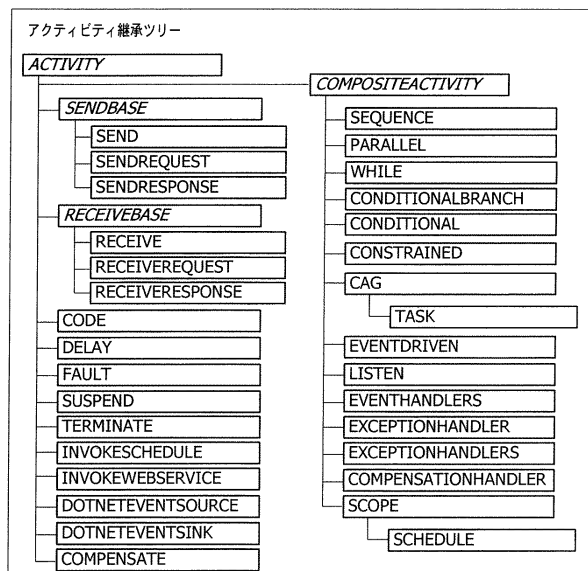 アクティビティ継承ツリー
ACTIVITY
SENDBASE
SEND
SENDREQUEST
SENDRESPONSE
RECEIVEBASE
RECEIVE
RECEIVEREQUEST
RECEIVERESPONSE
CODE
DELAY
FAULT
SUSPEND
TERMINATE
INVOKESCHEDULE
INVOKEWEBSERVICE
DOTNETEVENTSOURCE
DOTNETEVENTSINK
COMPENSATE
COMPOSITEACTIVITY
SEQUENCE
PARALLEL
WHILE
CONDITIONALBRANCH
CONDITIONAL
CONSTRAINED
CAG
TASK
EVENTDRIVEN
LISTEN
EVENTHANDLERS
EXCEPTIONHANDLER
EXCEPTIONHANDLERS
COMPENSATIONHANDLER
SCOPE
SCHEDULE